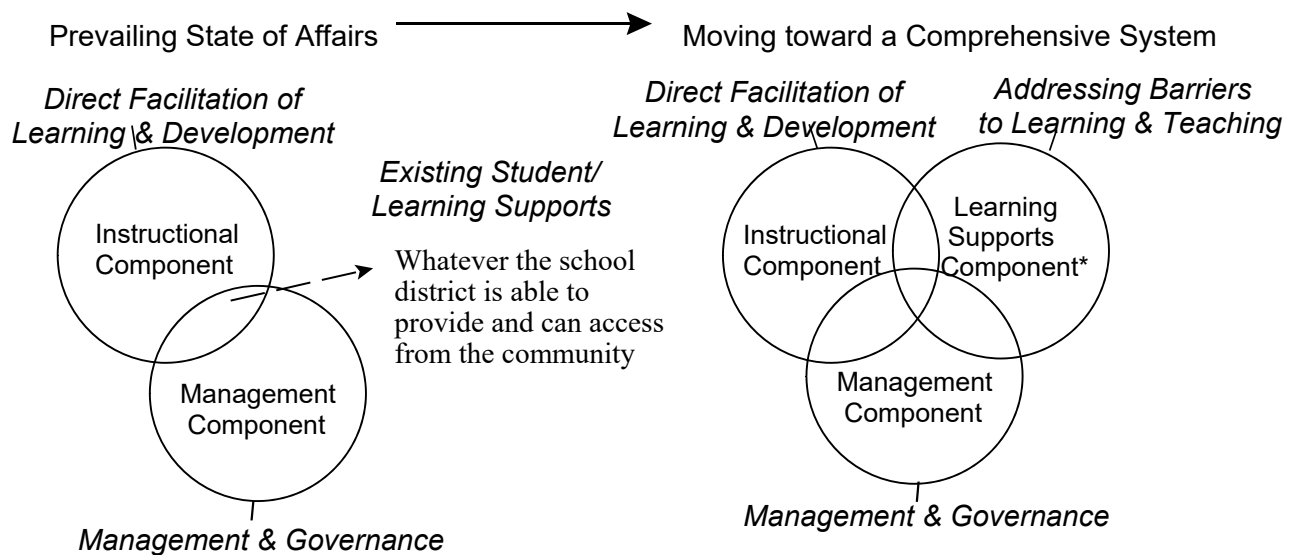 Prevailing State of Affairs
Moving toward a Comprehensive System
Direct Facilitation of
Learning & Development
Existing Student/
Learning Supports
Whatever the school
district is able to
provide and can access
from the community
Instructional
Component
Management
Component
Management & Governance
Direct Facilitation of
Learning & Development
Addressing Barriers
to Learning & Teaching
Instructional
Component
Learning
Supports
Component*
Management
Component
Management & Governance